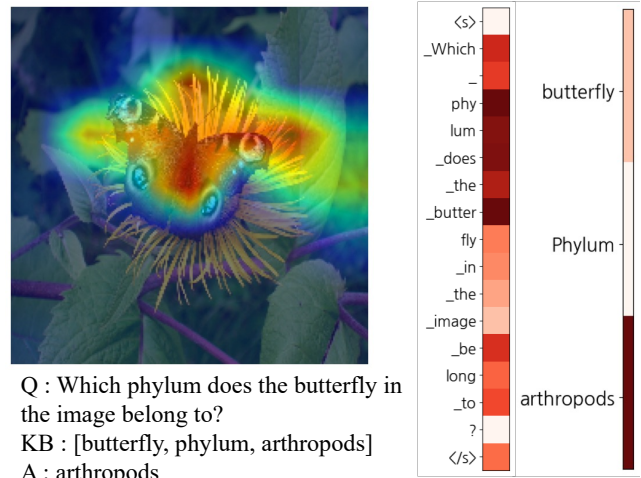 <s>
_Which
_
phy
lum
_does
_the
_butter
fly
_in
_the
_image
_be
long
_to
?
</s>
butterfly
Phylum
arthropods
Q : Which phylum does the butterfly in
the image belong to?
KB : [butterfly, phylum, arthropods]
A : arthropods